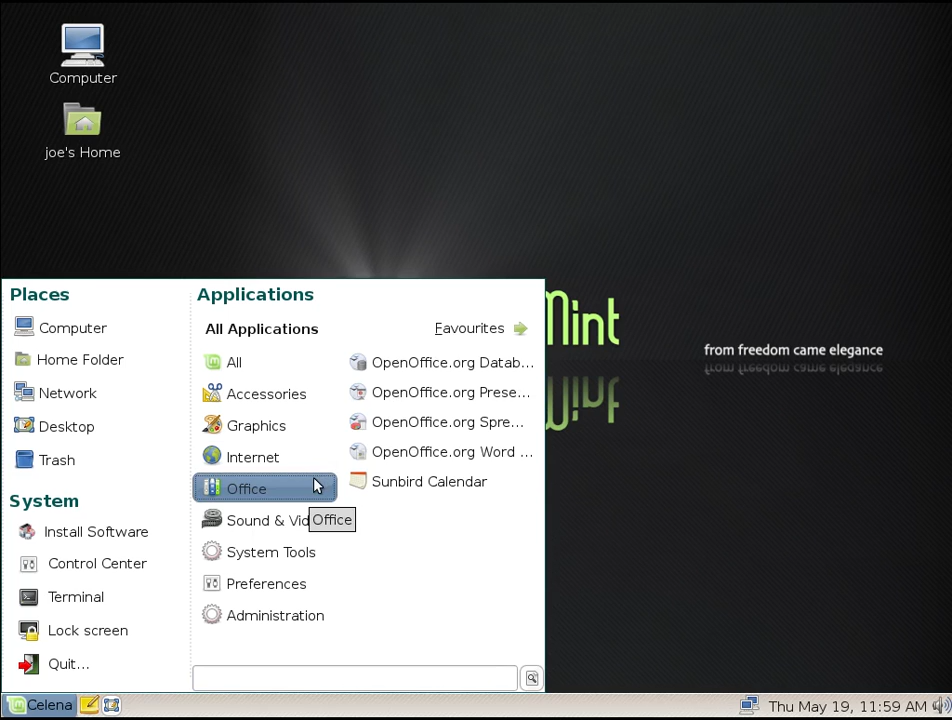 Computer
joe's Home
Places
Computer
Home Folder
Network
Desktop
Trash
System
Install Software
Control Center
Terminal
Lock screen
Quit...
Applications
All Applications
Favourites
All
Accessories
Graphics
Internet
Office
Sound & Vid
Office
System Tools
Preferences
Administration
OpenOffice.org Datab...
OpenOffice.org Prese...
OpenOffice.org Spre...
OpenOffice.org Word ...
Sunbird Calendar
Mint
from freedom came elegance
Celena
Thu May 19, 11:59 AM